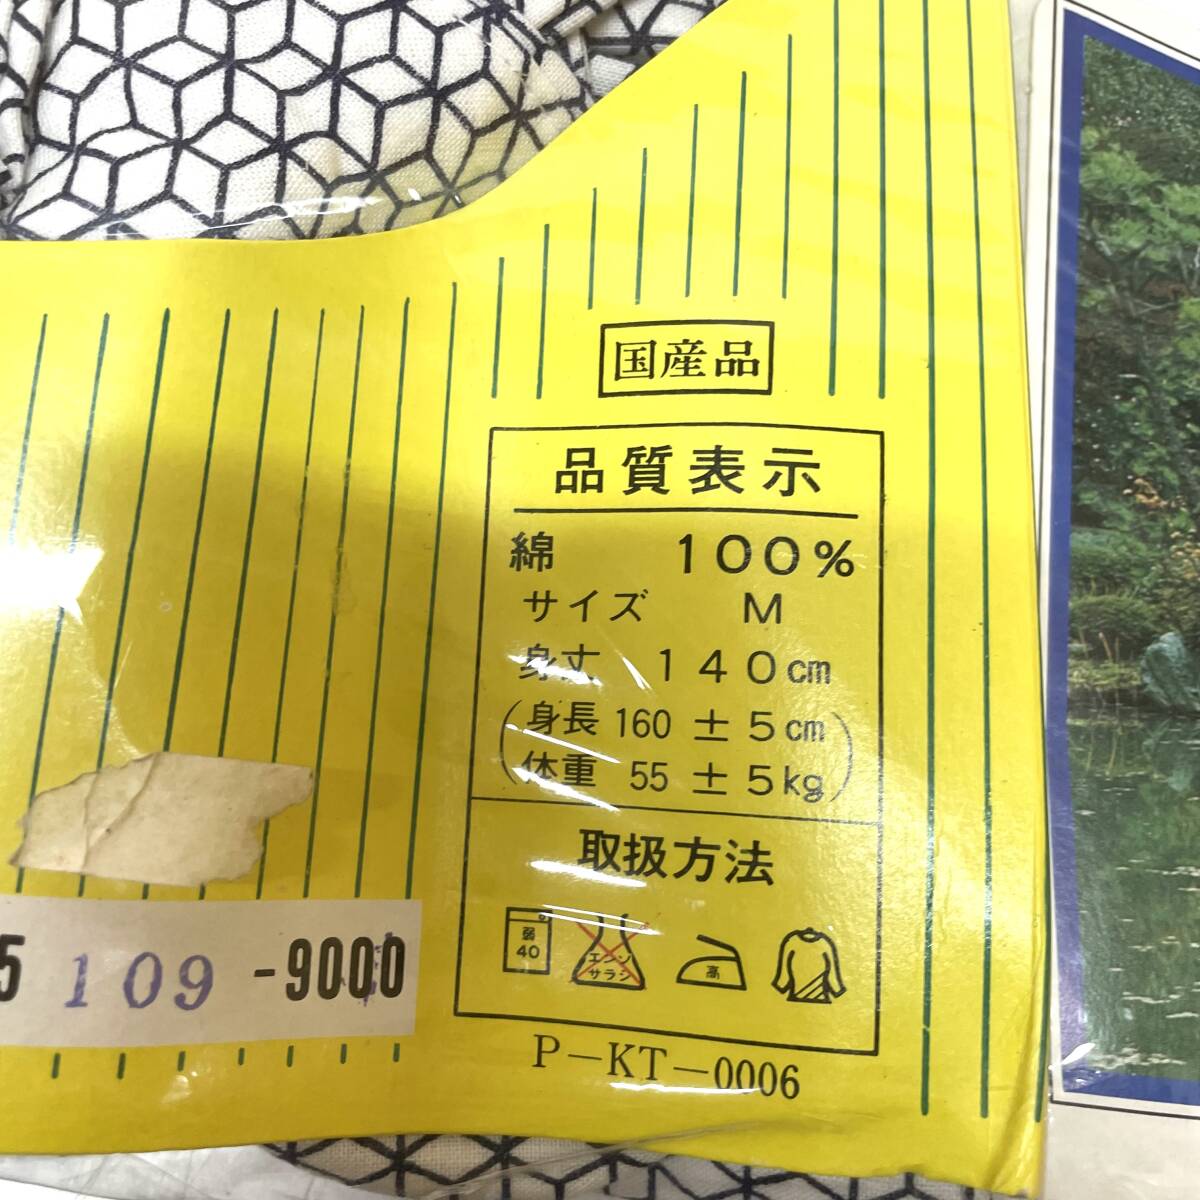 国産品
品質表示
綿 100%
サイズ M
身丈 140cm
(身長 160 ± 5cm
体重 55 ± 5kg)
取扱方法
弱
40
エンソ
サラシ
高
P-KT-0006
5 109 -9000